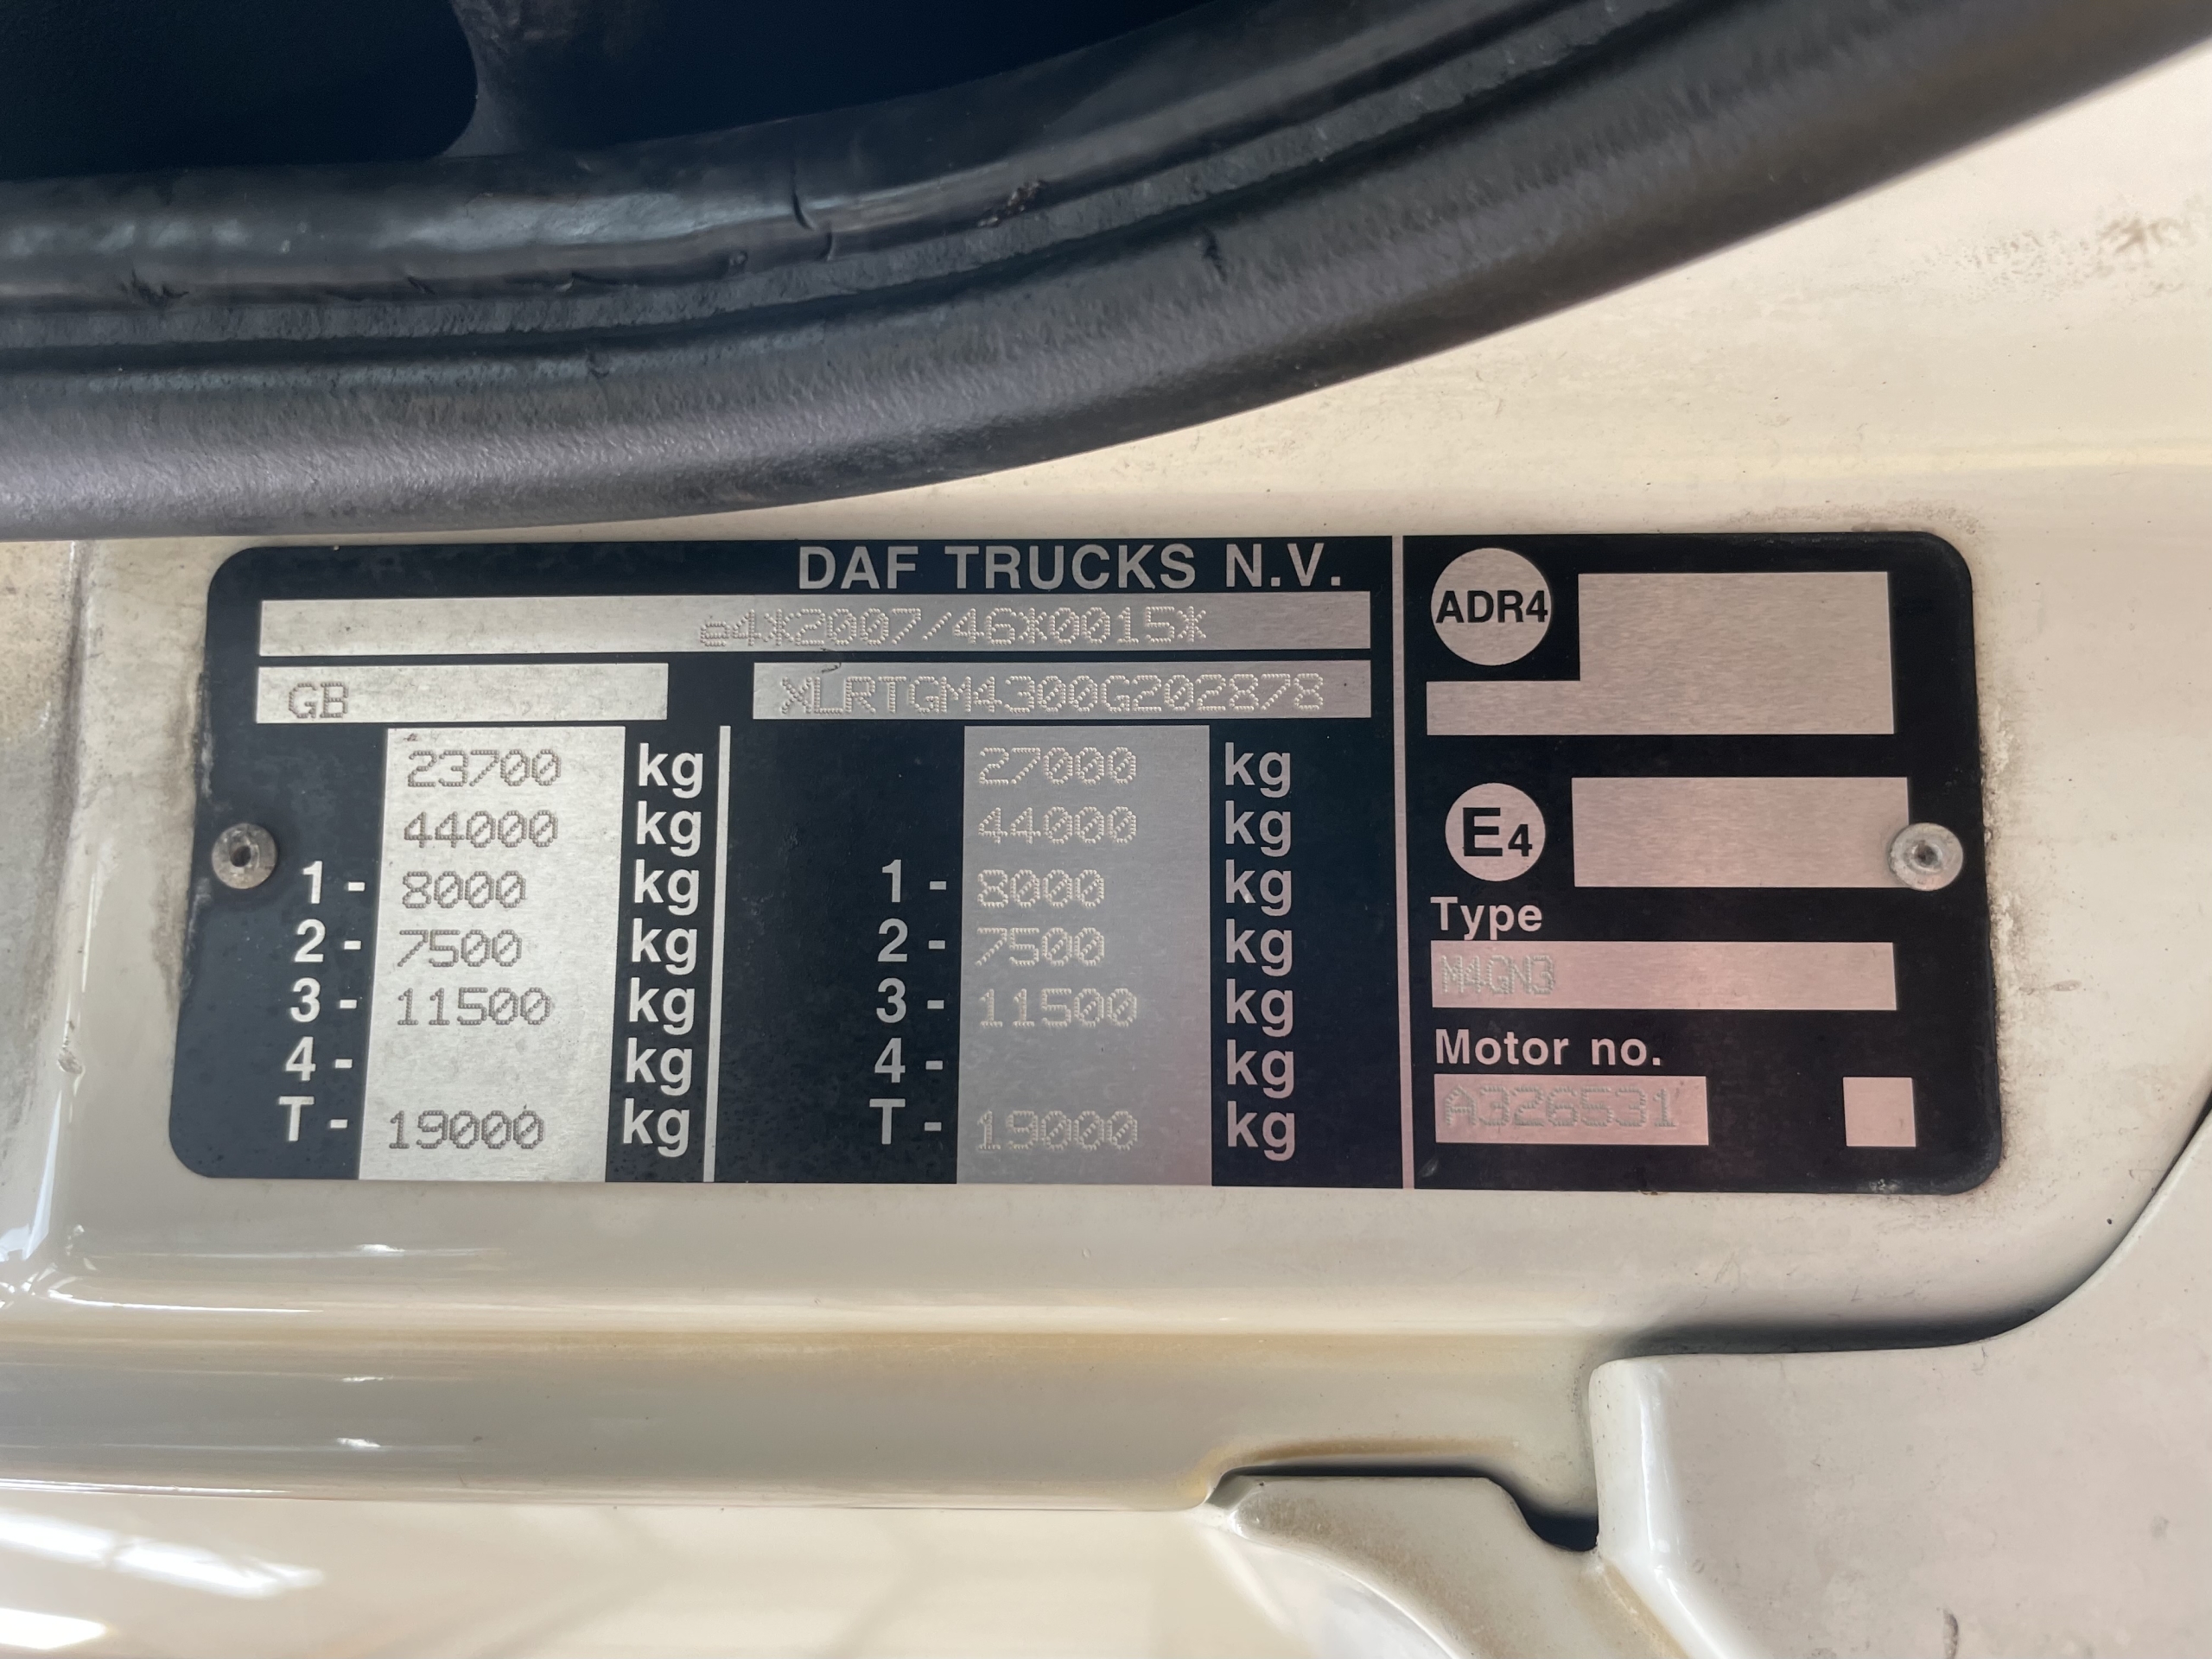 DAF TRUCKS N.V.
e4*2007/46*0015*
GB XLRTGM4300G202878
23700 kg 27000 kg
44000 kg 44000 kg
1 - 8000 kg 1 - 8000 kg
2 - 7500 kg 2 - 7500 kg
3 - 11500 kg 3 - 11500 kg
4 - kg 4 - kg
T - 19000 kg T - 19000 kg
ADR4
E4
Type
M4GN3
Motor no.
A326531